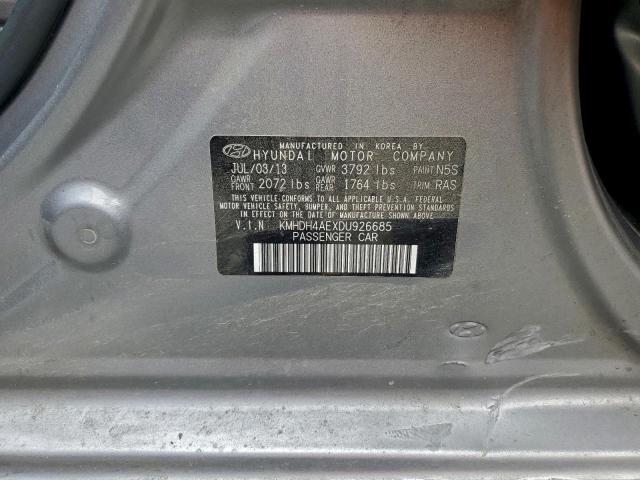 MANUFACTURED IN KOREA BY
HYUNDAI MOTOR COMPANY
JUL/03/13 GVWR 3792 lbs PAINT N5S
GAWR FRONT 2072 lbs GAWR REAR 1764 lbs TRIM RAS
THIS VEHICLE CONFORMS TO ALL APPLICABLE U.S.A FEDERAL
MOTOR VEHICLE SAFETY, BUMPER, AND THEFT PREVENTION
STANDARDS IN EFFECT ON THE DATE OF MANUFACTURE SHOWN ABOVE.
V.I.N KMHDH4AEXDU926685
PASSENGER CAR